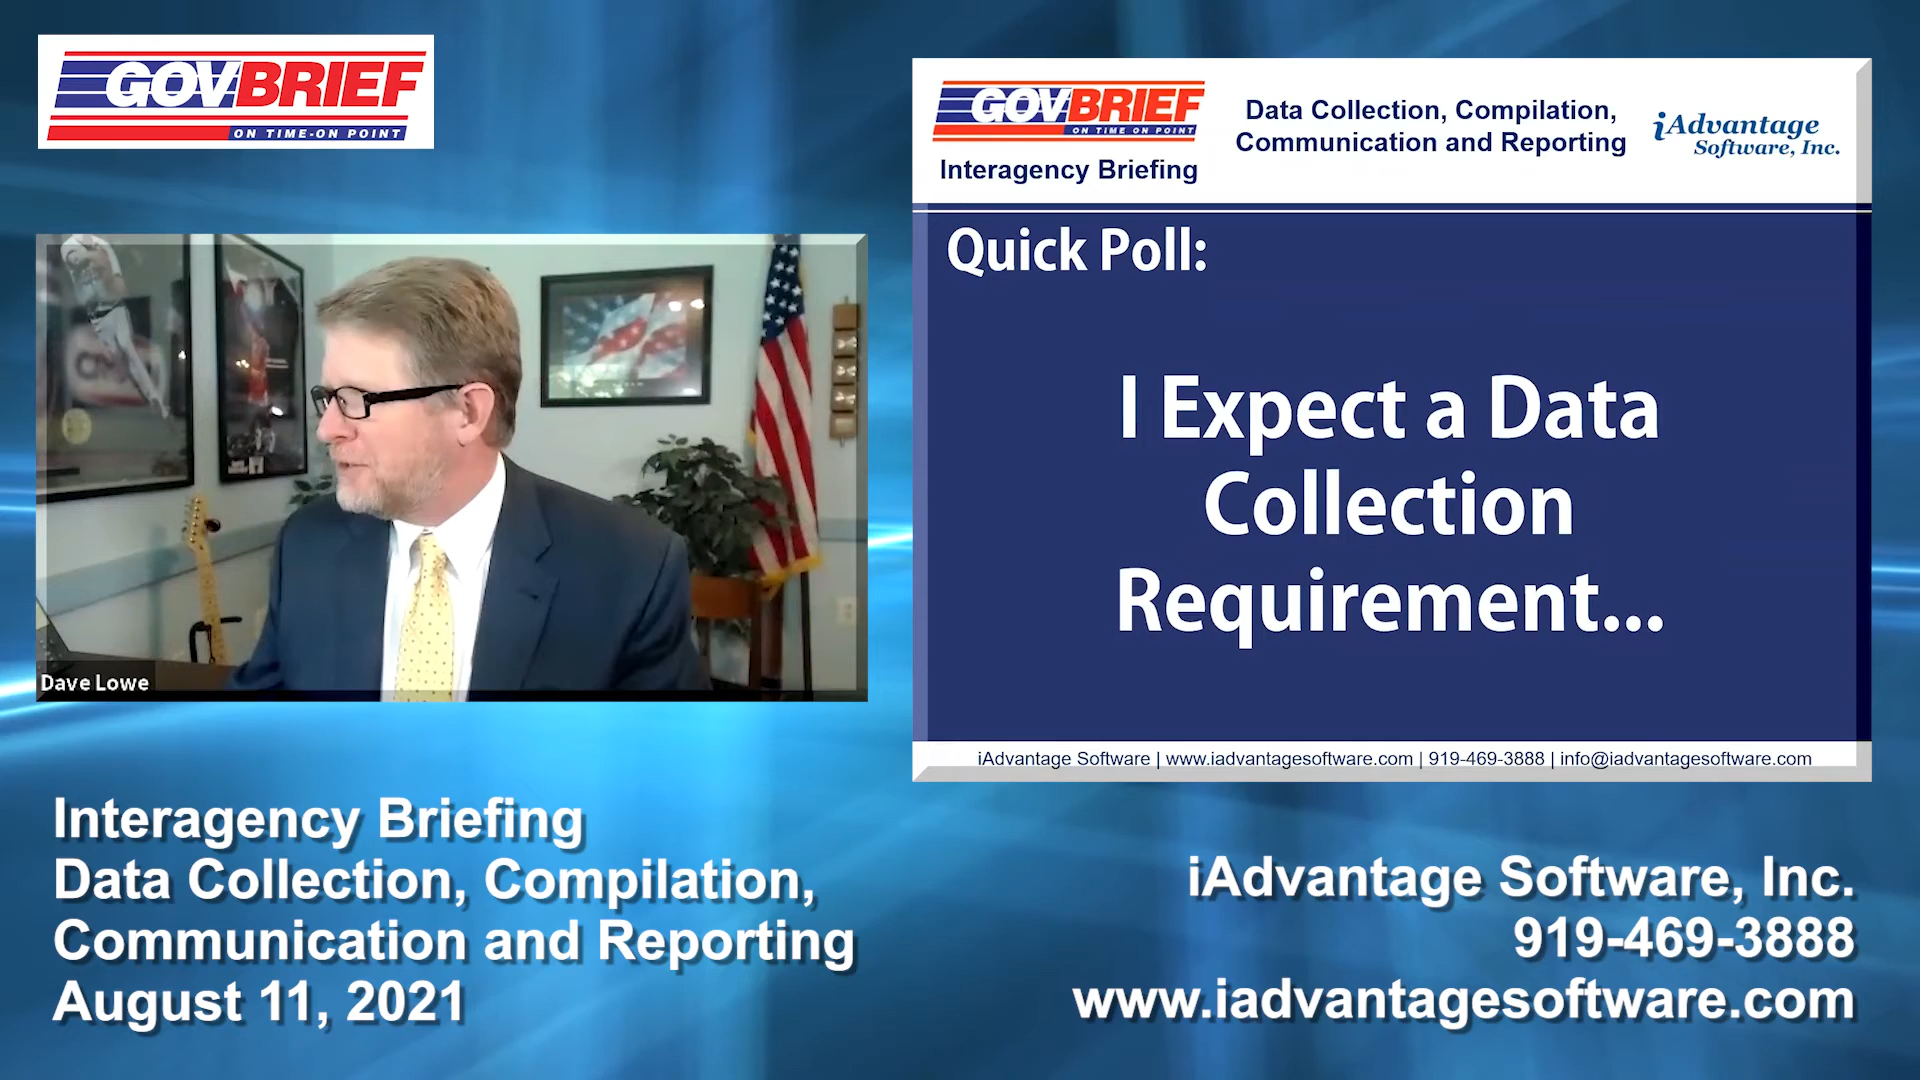 GOVBRIEF
ON TIME-ON POINT
GOVBRIEF
ON TIME ON POINT
Interagency Briefing
Data Collection, Compilation,
Communication and Reporting
iAdvantage
Software, Inc.
Quick Poll:
I Expect a Data
Collection
Requirement...
iAdvantage Software | www.iadvantagesoftware.com | 919-469-3888 | info@iadvantagesoftware.com
Dave Lowe
Interagency Briefing
Data Collection, Compilation,
Communication and Reporting
August 11, 2021
iAdvantage Software, Inc.
919-469-3888
www.iadvantagesoftware.com